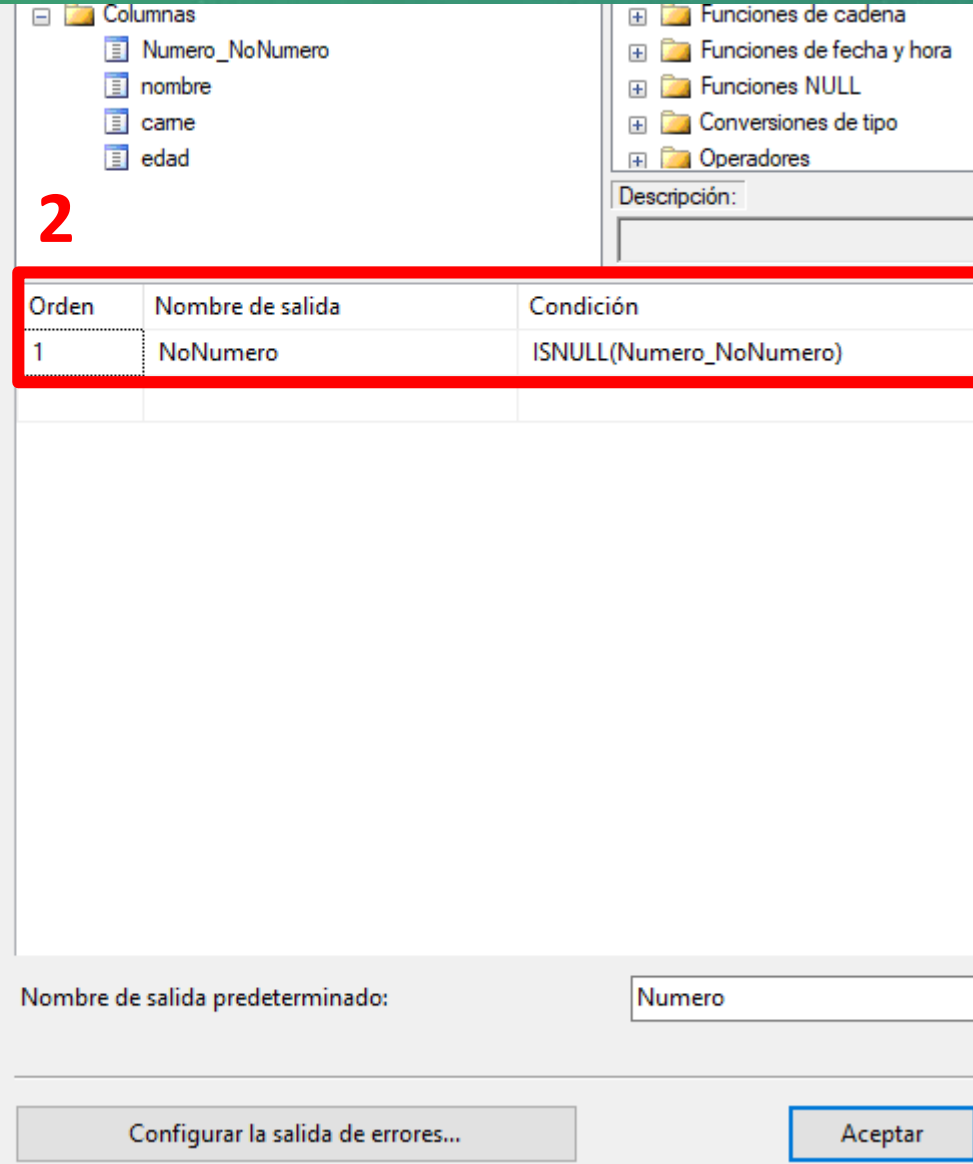 Columnas
Numero_NoNumero
nombre
carne
edad
Funciones de cadena
Funciones de fecha y hora
Funciones NULL
Conversiones de tipo
Operadores
Descripción:
2
Orden Nombre de salida Condición
1 NoNumero ISNULL(Numero_NoNumero)
Nombre de salida predeterminado: Numero
Configurar la salida de errores... Aceptar